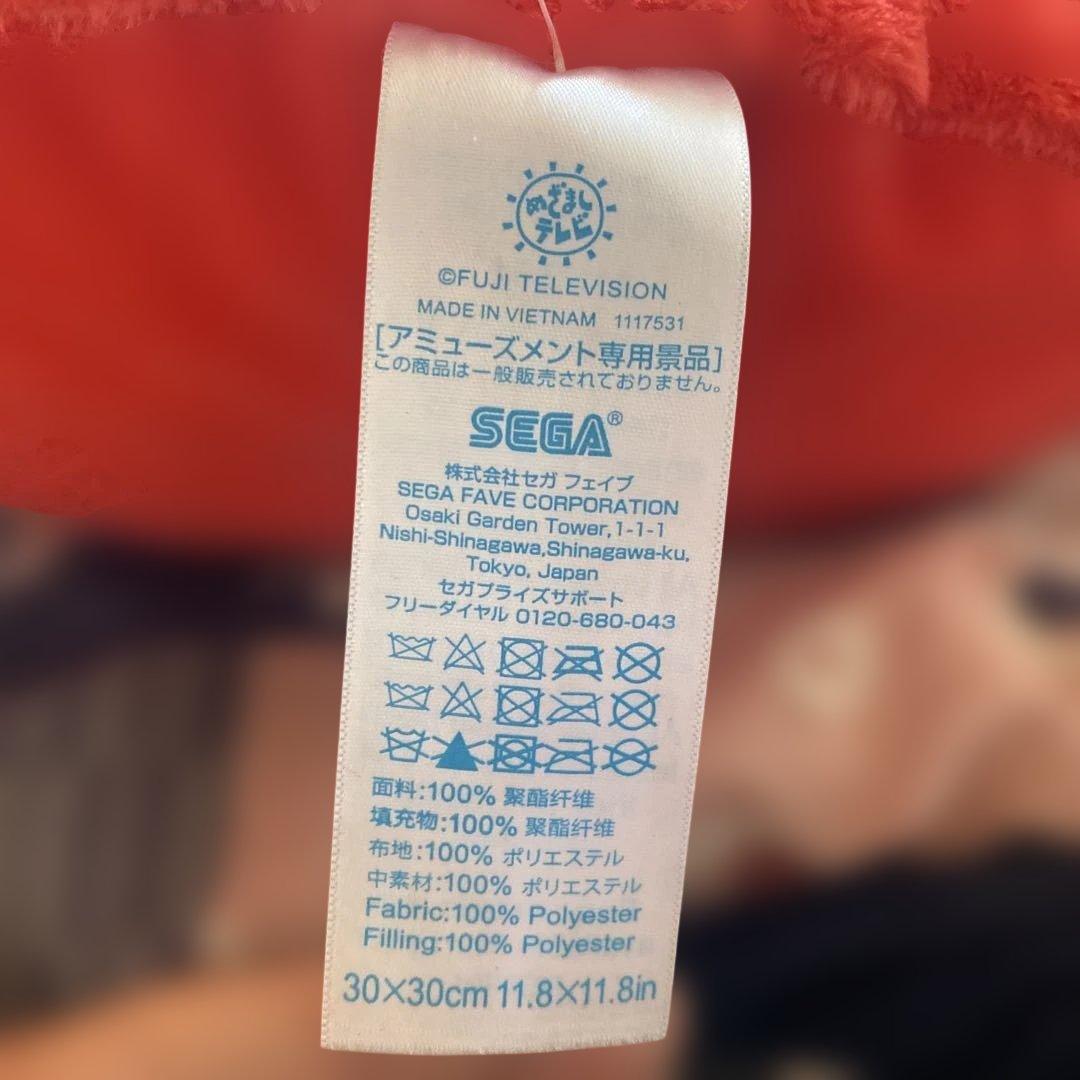 めざまし
テレビ
©FUJI TELEVISION
MADE IN VIETNAM 1117531
[アミューズメント専用景品]
この商品は一般販売されておりません。
SEGA®
株式会社セガ フェイブ
SEGA FAVE CORPORATION
Osaki Garden Tower,1-1-1
Nishi-Shinagawa,Shinagawa-ku,
Tokyo, Japan
セガプライズサポート
フリーダイヤル 0120-680-043
面料:100% 聚酯纤维
填充物:100% 聚酯纤维
布地:100% ポリエステル
中素材:100% ポリエステル
Fabric:100% Polyester
Filling:100% Polyester
30×30cm 11.8×11.8in